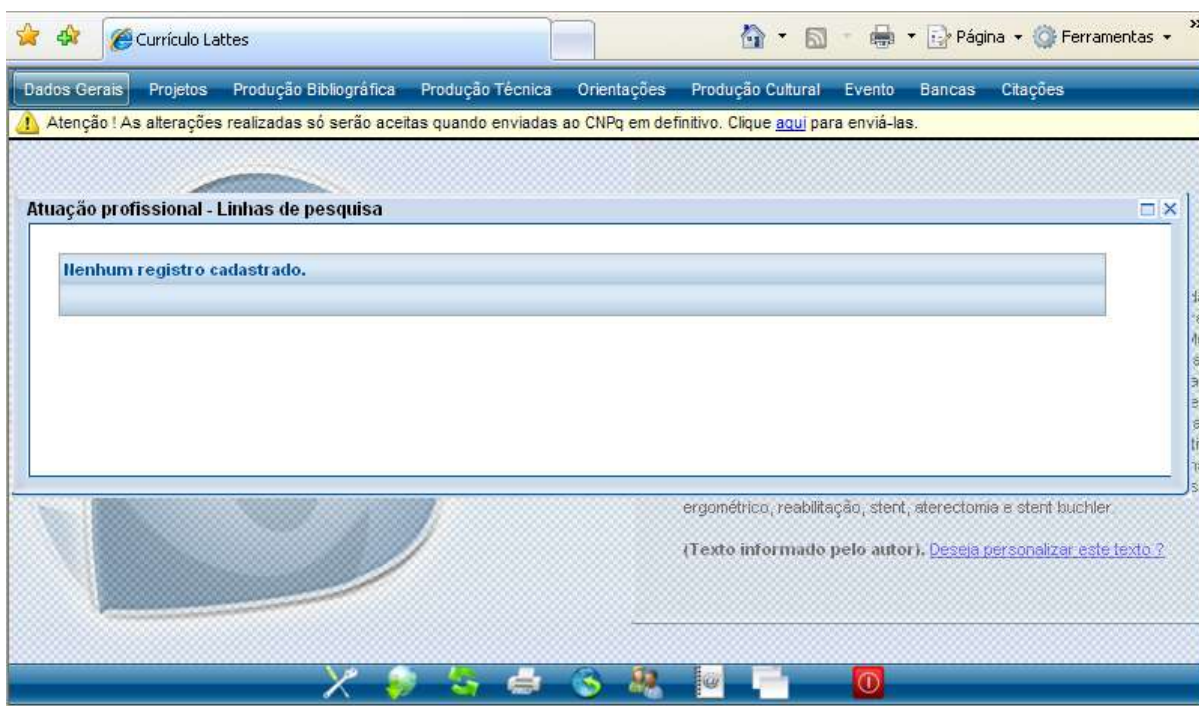 Currículo Lattes
Página
Ferramentas
Dados Gerais Projetos Produção Bibliográfica Produção Técnica Orientações Produção Cultural Evento Bancas Citações
Atenção ! As alterações realizadas só serão aceitas quando enviadas ao CNPq em definitivo. Clique aqui para enviá-las.
Atuação profissional - Linhas de pesquisa
Nenhum registro cadastrado.
ergométrico, reabilitação, stent, aterectomia e stent buchler.
(Texto informado pelo autor). Deseja personalizar este texto ?